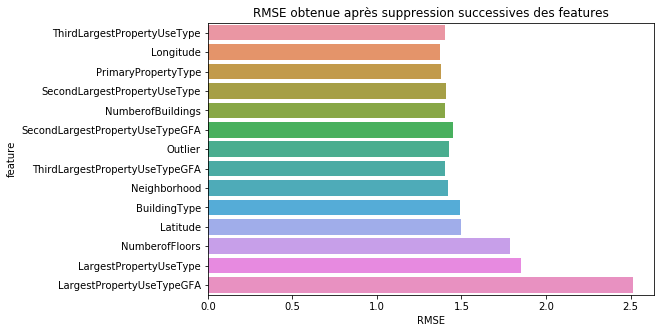 RMSE obtenue après suppression successives des features
ThirdLargestPropertyUseType
Longitude
PrimaryPropertyType
SecondLargestPropertyUseType
NumberofBuildings
SecondLargestPropertyUseTypeGFA
Outlier
ThirdLargestPropertyUseTypeGFA
Neighborhood
BuildingType
Latitude
NumberofFloors
LargestPropertyUseType
LargestPropertyUseTypeGFA
feature
0.0 0.5 1.0 1.5 2.0 2.5
RMSE